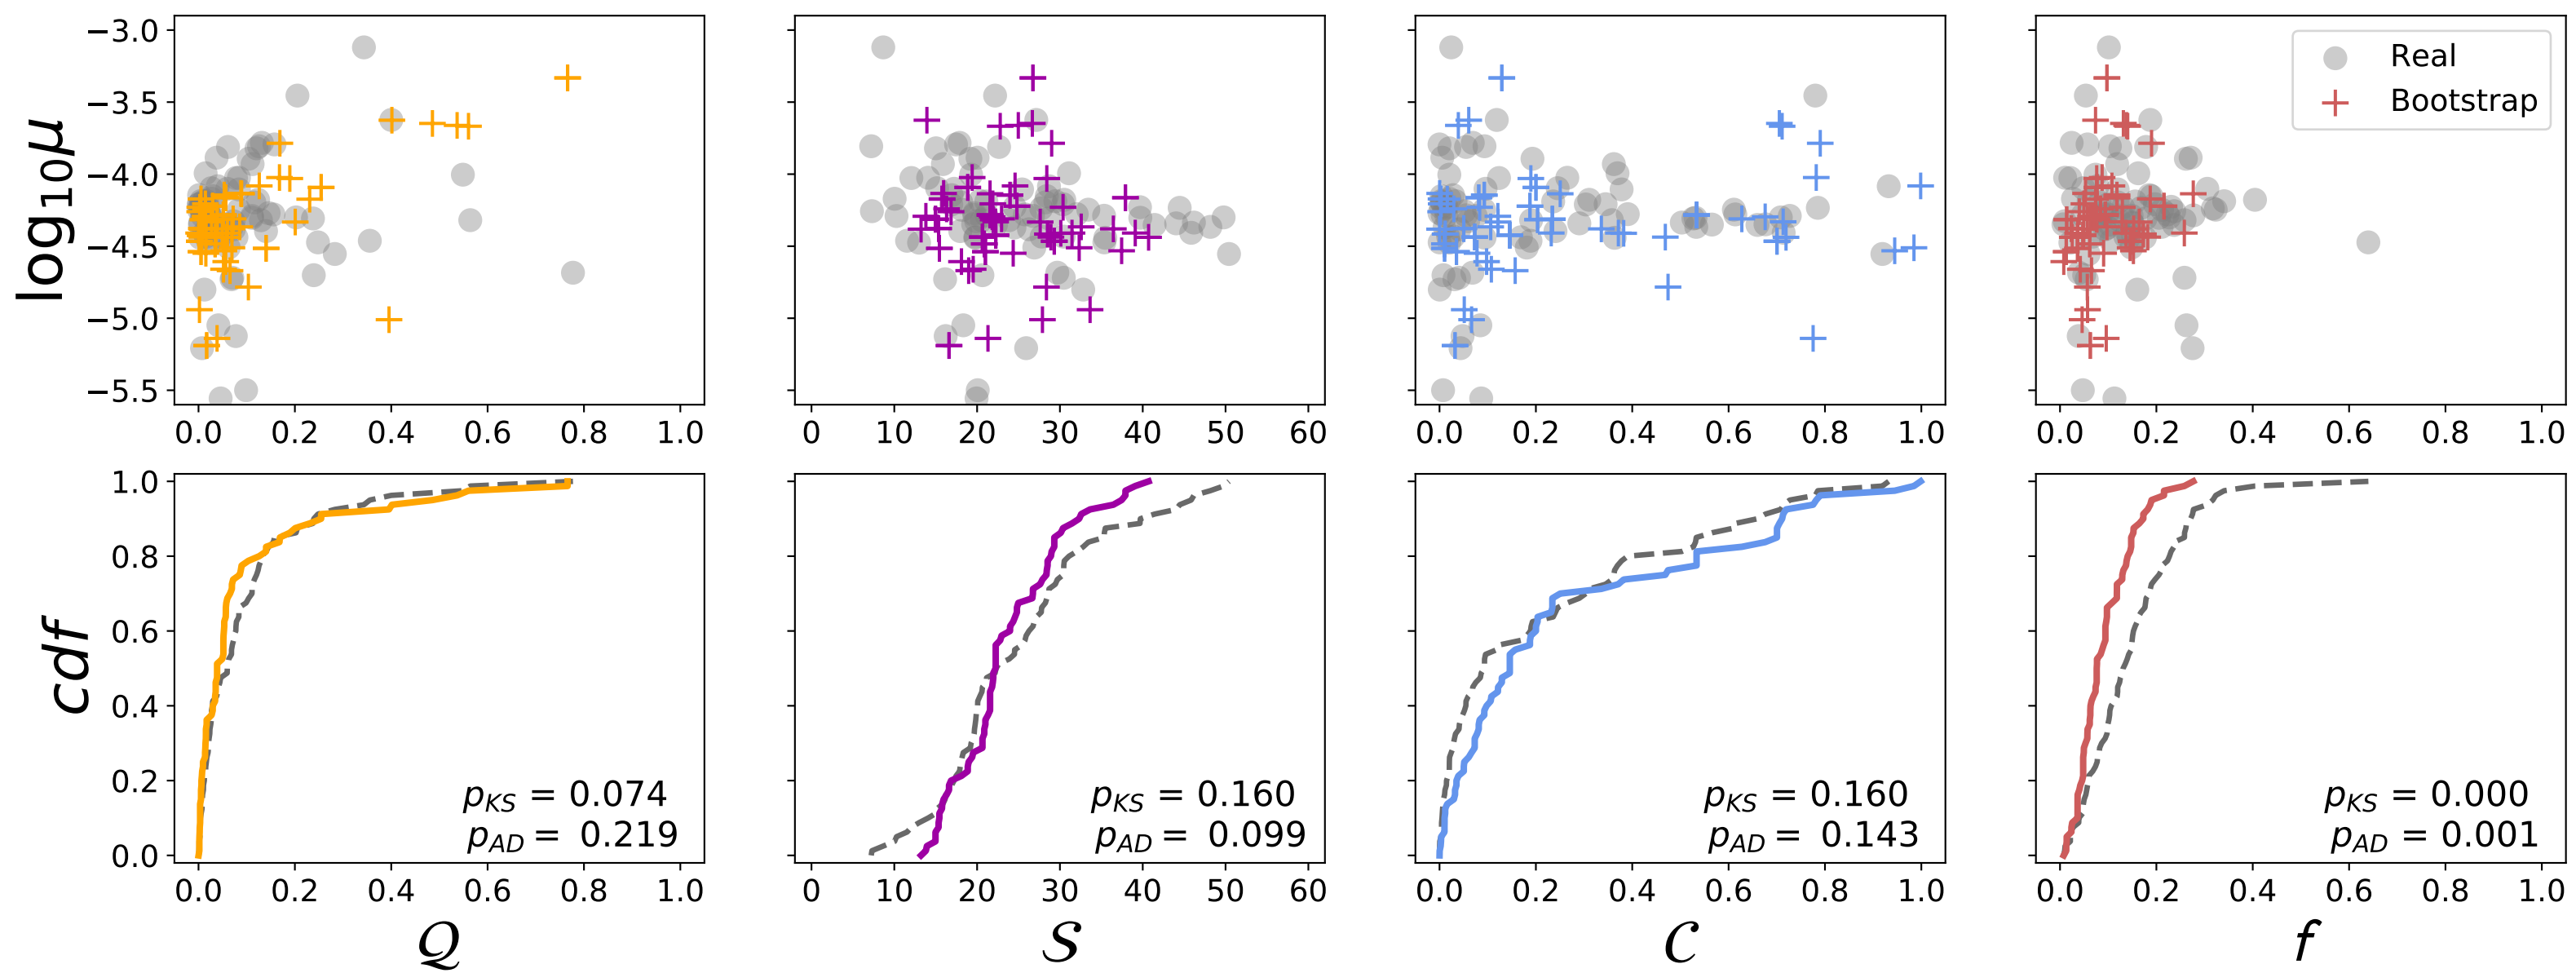 log₁₀μ
−3.0
−3.5
−4.0
−4.5
−5.0
−5.5
0.0 0.2 0.4 0.6 0.8 1.0
0 10 20 30 40 50 60
0.0 0.2 0.4 0.6 0.8 1.0
Real
Bootstrap
0.0 0.2 0.4 0.6 0.8 1.0
cdf
1.0
0.8
0.6
0.4
0.2
0.0
p_KS = 0.074
p_AD = 0.219
0.0 0.2 0.4 0.6 0.8 1.0
𝒬
p_KS = 0.160
p_AD = 0.099
0 10 20 30 40 50 60
𝒮
p_KS = 0.160
p_AD = 0.143
0.0 0.2 0.4 0.6 0.8 1.0
𝒞
p_KS = 0.000
p_AD = 0.001
0.0 0.2 0.4 0.6 0.8 1.0
f